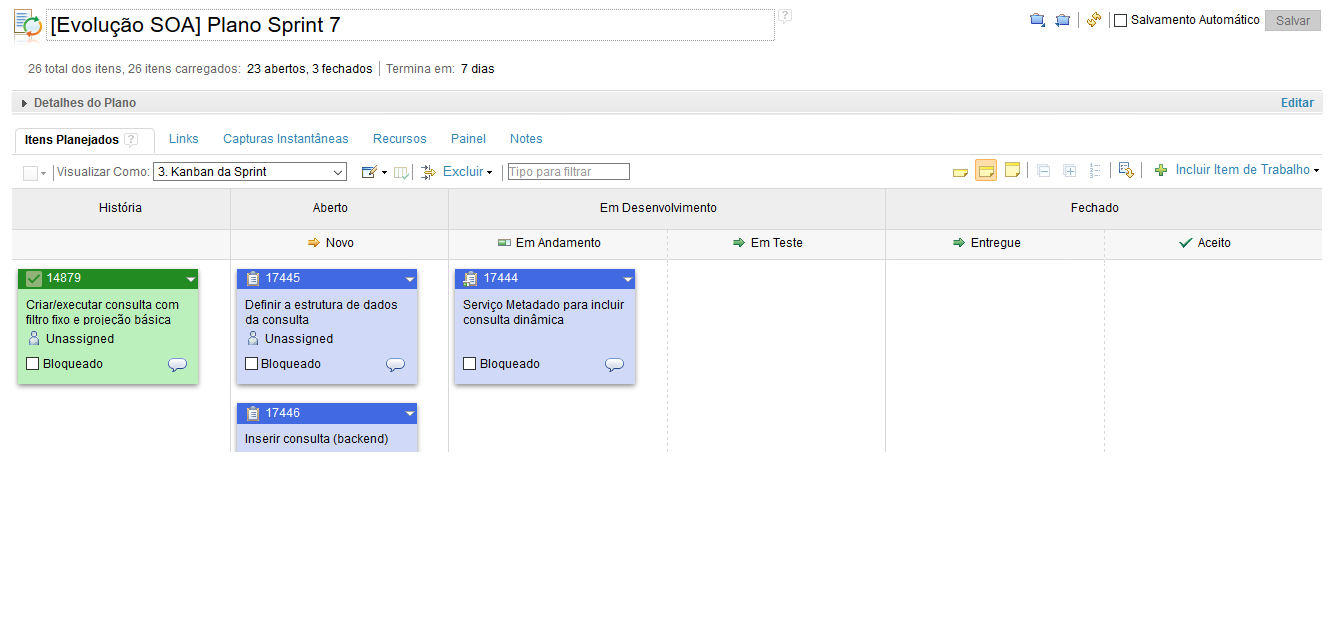 [Evolução SOA] Plano Sprint 7
?
Salvamento Automático
Salvar
26 total dos itens, 26 itens carregados: 23 abertos, 3 fechados | Termina em: 7 dias
Detalhes do Plano
Editar
Itens Planejados ?
Links
Capturas Instantâneas
Recursos
Painel
Notes
Visualizar Como: 3. Kanban da Sprint
Excluir
Tipo para filtrar
Incluir Item de Trabalho
História
Aberto
Em Desenvolvimento
Fechado
Novo
Em Andamento
Em Teste
Entregue
Aceito
14879
Criar/executar consulta com
filtro fixo e projeção básica
Unassigned
Bloqueado
17445
Definir a estrutura de dados
da consulta
Unassigned
Bloqueado
17444
Serviço Metadado para incluir
consulta dinâmica
Bloqueado
17446
Inserir consulta (backend)